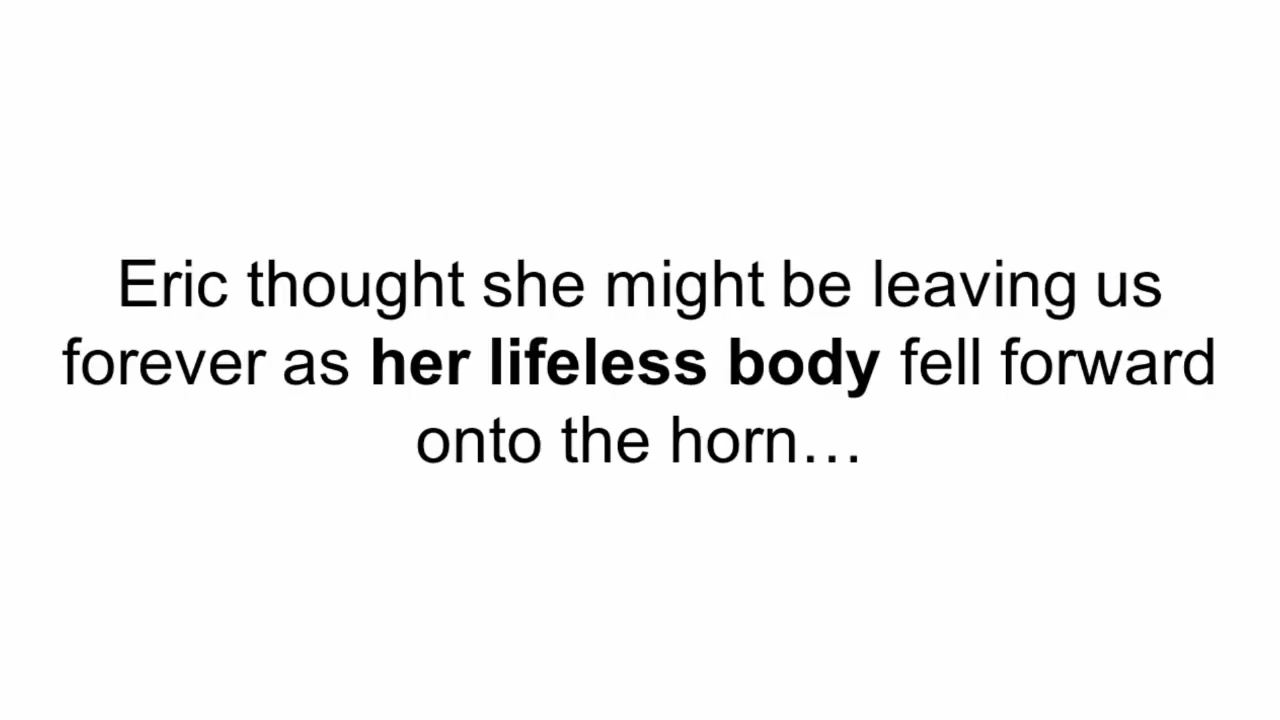 Eric thought she might be leaving us
forever as her lifeless body fell forward
onto the horn…